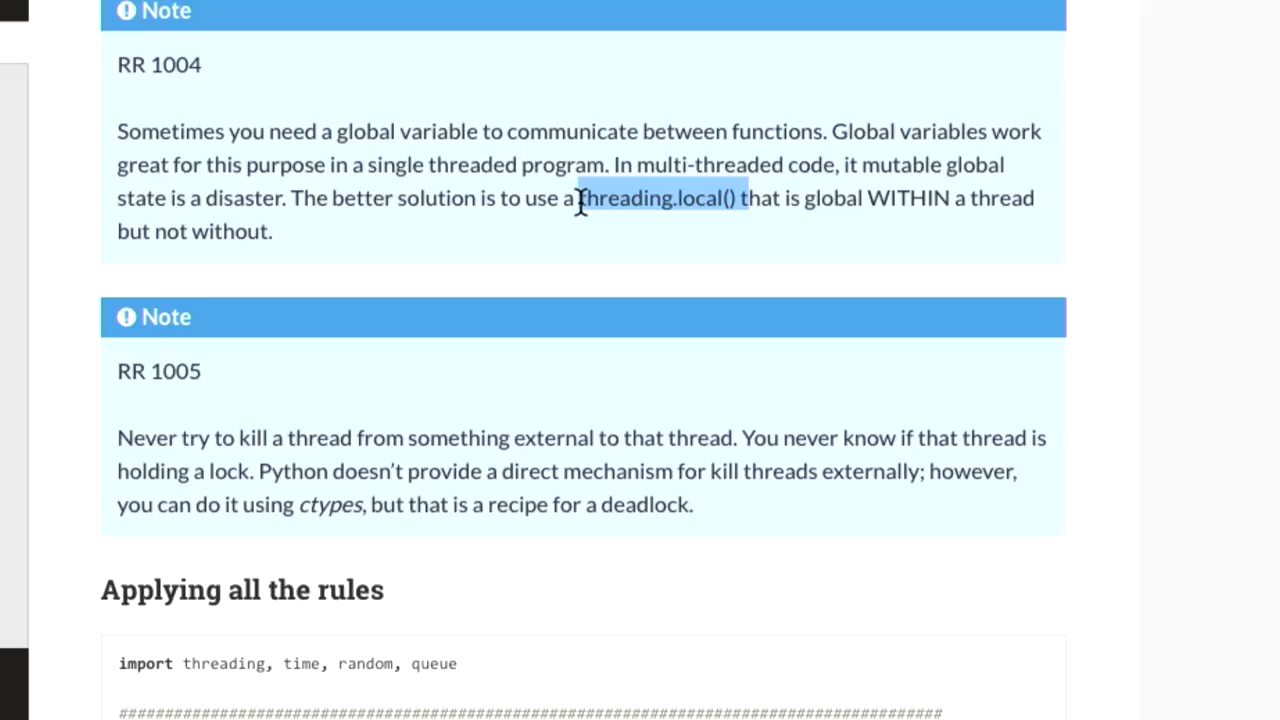 Note
RR 1004
Sometimes you need a global variable to communicate between functions. Global variables work
great for this purpose in a single threaded program. In multi-threaded code, it mutable global
state is a disaster. The better solution is to use a threading.local() that is global WITHIN a thread
but not without.
Note
RR 1005
Never try to kill a thread from something external to that thread. You never know if that thread is
holding a lock. Python doesn’t provide a direct mechanism for kill threads externally; however,
you can do it using ctypes, but that is a recipe for a deadlock.
Applying all the rules
import threading, time, random, queue
##########################################################################################